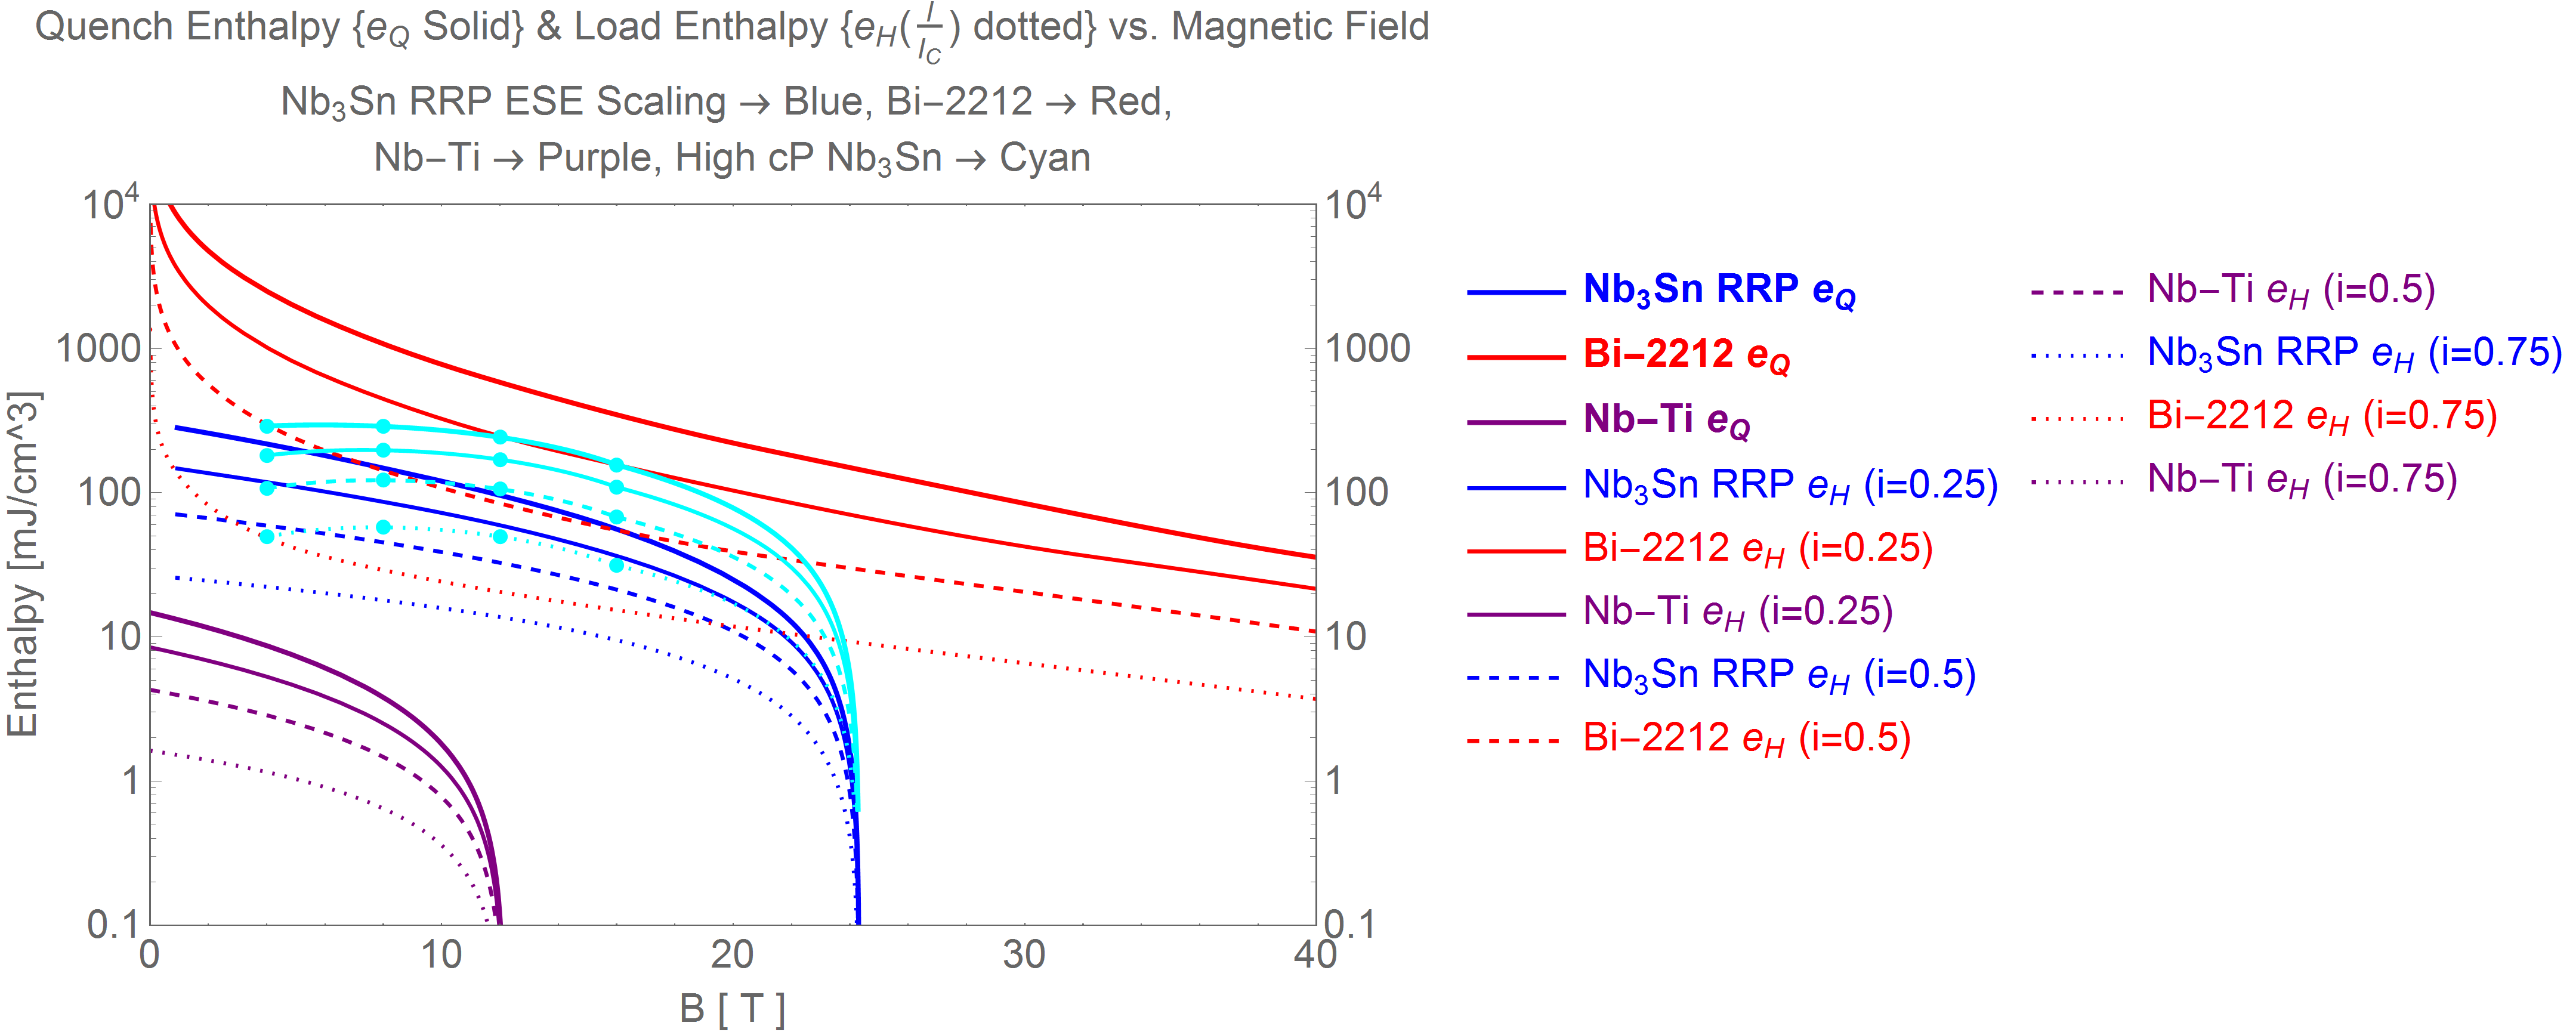 Quench Enthalpy {eQ Solid} & Load Enthalpy {eH(I/IC) dotted} vs. Magnetic Field
Nb3Sn RRP ESE Scaling → Blue, Bi−2212 → Red,
Nb−Ti → Purple, High cP Nb3Sn → Cyan
Enthalpy [mJ/cm^3]
10^4
1000
100
10
1
0.1
10^4
1000
100
10
1
0.1
0
10
20
30
40
B [ T ]
Nb3Sn RRP eQ
Bi−2212 eQ
Nb−Ti eQ
Nb3Sn RRP eH (i=0.25)
Bi−2212 eH (i=0.25)
Nb−Ti eH (i=0.25)
Nb3Sn RRP eH (i=0.5)
Bi−2212 eH (i=0.5)
Nb−Ti eH (i=0.5)
Nb3Sn RRP eH (i=0.75)
Bi−2212 eH (i=0.75)
Nb−Ti eH (i=0.75)